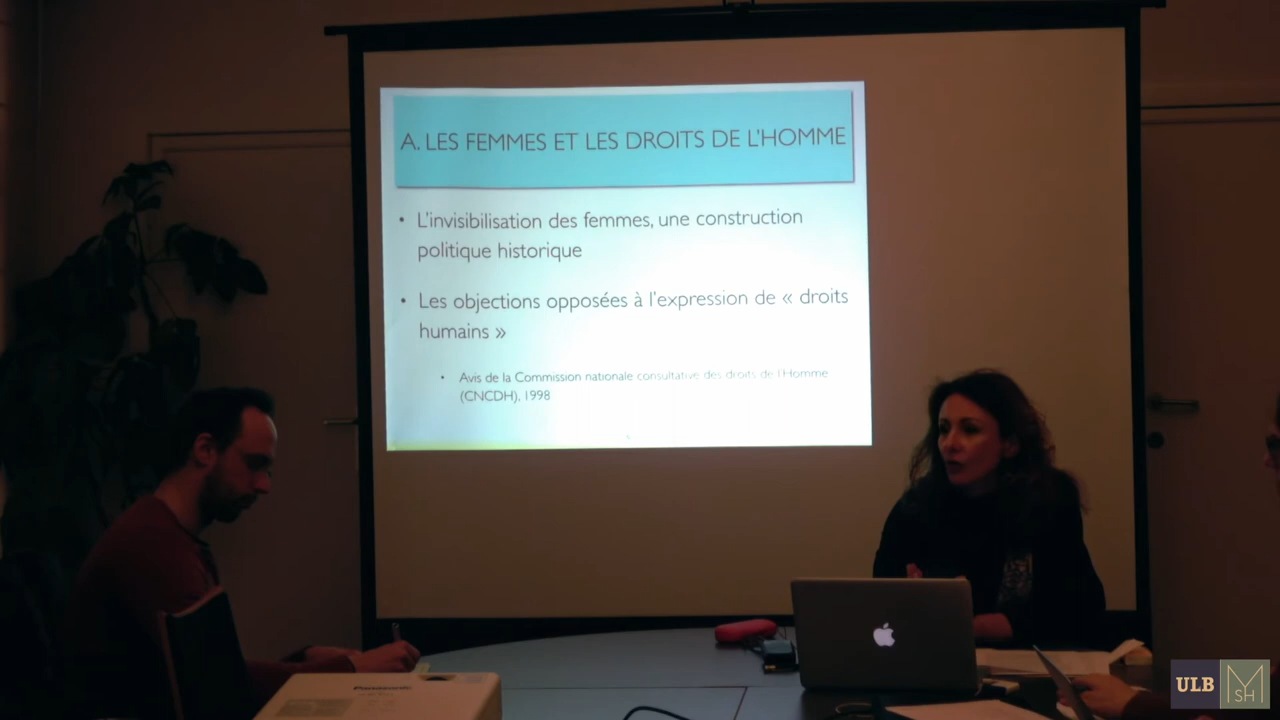 A. LES FEMMES ET LES DROITS DE L'HOMME
• L'invisibilisation des femmes, une construction
politique historique
• Les objections opposées à l'expression de « droits
humains »
• Avis de la Commission nationale consultative des droits de l'Homme
(CNCDH), 1998
Panasonic
ULB
MSH